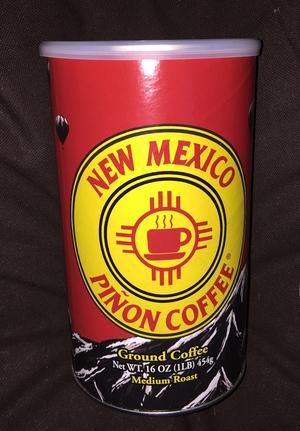 NEW MEXICO
PIÑON COFFEE®
Ground Coffee
Net WT. 16 OZ (1LB) 454g
Medium Roast